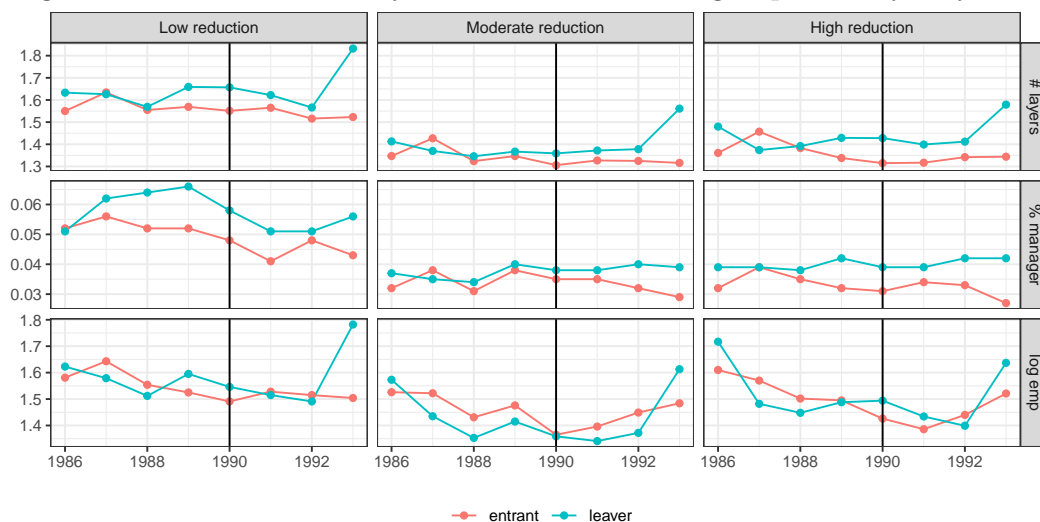 Low reduction Moderate reduction High reduction
1.8
1.7
1.6
1.5
1.4
1.3
# layers
0.06
0.05
0.04
0.03
% manager
1.8
1.7
1.6
1.5
1.4
log emp
1986 1988 1990 1992 1986 1988 1990 1992 1986 1988 1990 1992
entrant leaver